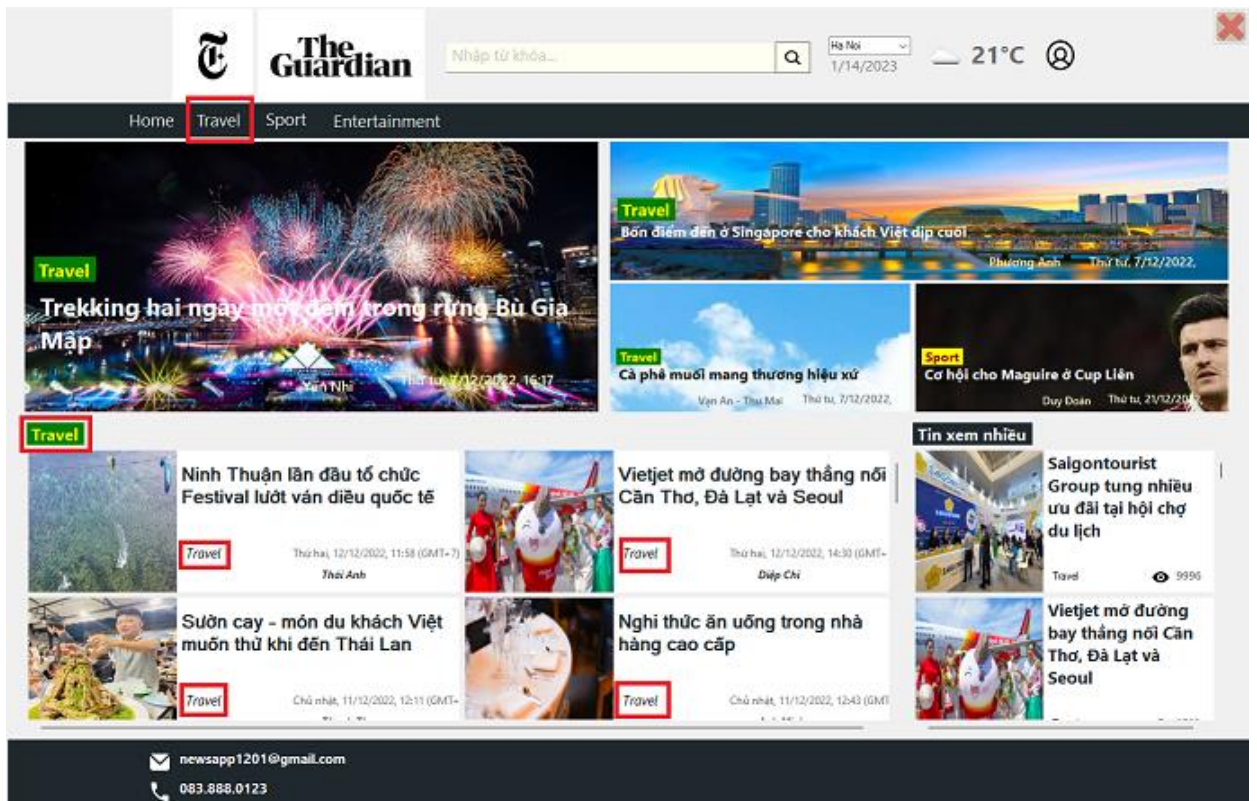 The
Guardian
Nhập từ khóa...
Ha Noi
1/14/2023
21°C
Home Travel Sport Entertainment
Travel
Trekking hai ngày một đêm trong rừng Bù Gia
Mập
Yến Nhi Thứ tư, 7/12/2022, 16:17
Travel
Bốn điểm đến ở Singapore cho khách Việt dịp cuối
Phương Anh Thứ tư, 7/12/2022,
Travel
Cà phê muối mang thương hiệu xứ
Vạn An - Thu Mai Thứ tư, 7/12/2022,
Sport
Cơ hội cho Maguire ở Cup Liên
Duy Đoàn Thứ tư, 21/12/2022,
Travel
Ninh Thuận lần đầu tổ chức
Festival lướt ván diều quốc tế
Travel Thứ hai, 12/12/2022, 11:58 (GMT+7)
Thái Anh
Vietjet mở đường bay thẳng nối
Cần Thơ, Đà Lạt và Seoul
Travel Thứ hai, 12/12/2022, 14:30 (GMT+
Diệp Chi
Sườn cay - món du khách Việt
muốn thử khi đến Thái Lan
Travel Chủ nhật, 11/12/2022, 12:11 (GMT+
Nghi thức ăn uống trong nhà
hàng cao cấp
Travel Chủ nhật, 11/12/2022, 12:43 (GMT
Tin xem nhiều
Saigontourist
Group tung nhiều
ưu đãi tại hội chợ
du lịch
Travel 9996
Vietjet mở đường
bay thẳng nối Cần
Thơ, Đà Lạt và
Seoul
newsapp1201@gmail.com
083.888.0123